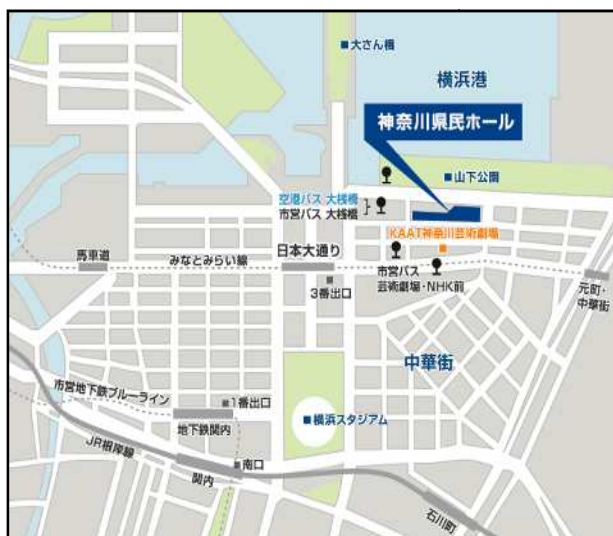 大さん橋
横浜港
神奈川県民ホール
山下公園
空港バス 大桟橋
市営バス 大桟橋
KAAT神奈川芸術劇場
日本大通り
馬車道
みなとみらい線
市営バス
芸術劇場・NHK前
3番出口
元町・
中華街
中華街
市営地下鉄ブルーライン
1番出口
地下鉄関内
横浜スタジアム
JR根岸線
南口
関内
石川町